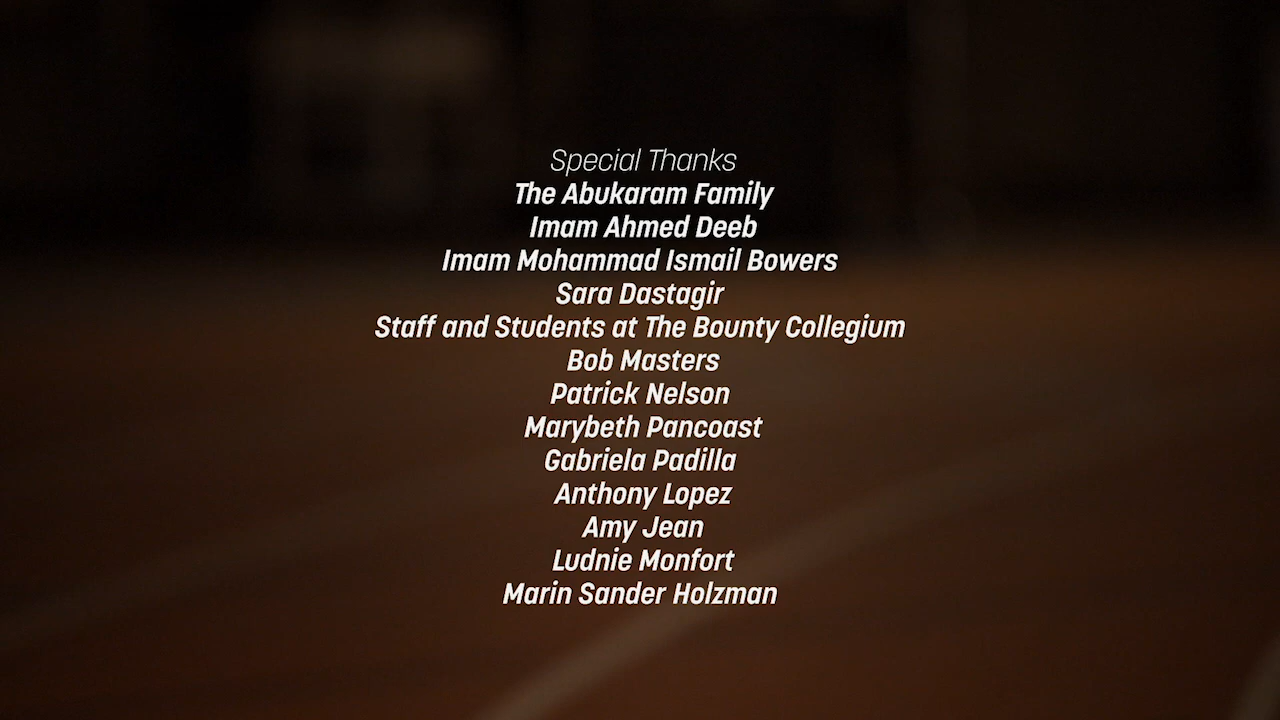 Special Thanks
The Abukaram Family
Imam Ahmed Deeb
Imam Mohammad Ismail Bowers
Sara Dastagir
Staff and Students at The Bounty Collegium
Bob Masters
Patrick Nelson
Marybeth Pancoast
Gabriela Padilla
Anthony Lopez
Amy Jean
Ludnie Monfort
Marin Sander Holzman